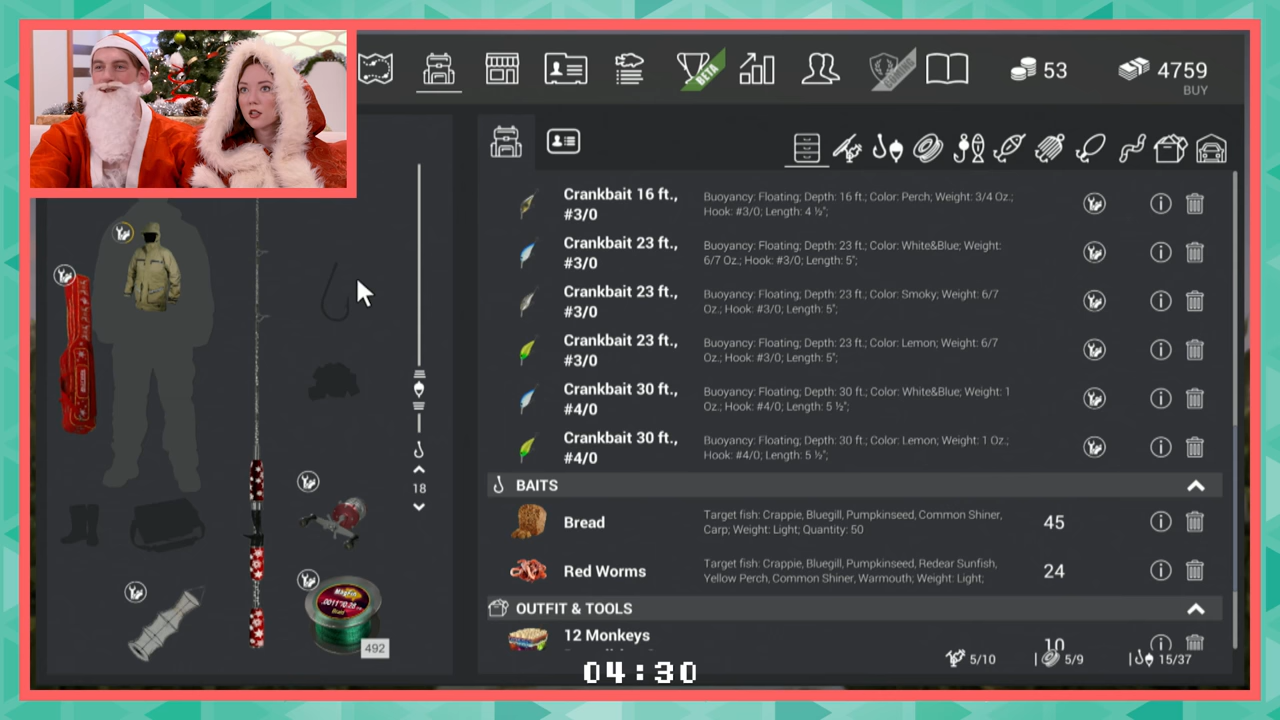 BETA
53
4759
BUY
Crankbait 16 ft.,
#3/0
Buoyancy: Floating; Depth: 16 ft.; Color: Perch; Weight: 3/4 Oz.;
Hook: #3/0; Length: 4 ½";
Crankbait 23 ft.,
#3/0
Buoyancy: Floating; Depth: 23 ft.; Color: White&Blue; Weight:
6/7 Oz.; Hook: #3/0; Length: 5";
Crankbait 23 ft.,
#3/0
Buoyancy: Floating; Depth: 23 ft.; Color: Smoky; Weight: 6/7
Oz.; Hook: #3/0; Length: 5";
Crankbait 23 ft.,
#3/0
Buoyancy: Floating; Depth: 23 ft.; Color: Lemon; Weight: 6/7
Oz.; Hook: #3/0; Length: 5";
Crankbait 30 ft.,
#4/0
Buoyancy: Floating; Depth: 30 ft.; Color: White&Blue; Weight: 1
Oz.; Hook: #4/0; Length: 5 ½";
Crankbait 30 ft.,
#4/0
Buoyancy: Floating; Depth: 30 ft.; Color: Lemon; Weight: 1 Oz.;
Hook: #4/0; Length: 5 ½";
18
BAITS
Bread
Target fish: Crappie, Bluegill, Pumpkinseed, Common Shiner,
Carp; Weight: Light; Quantity: 50
45
Red Worms
Target fish: Crappie, Bluegill, Pumpkinseed, Redear Sunfish,
Yellow Perch, Common Shiner, Warmouth; Weight: Light;
24
OUTFIT & TOOLS
12 Monkeys
10
492
04:30
5/10
5/9
15/37